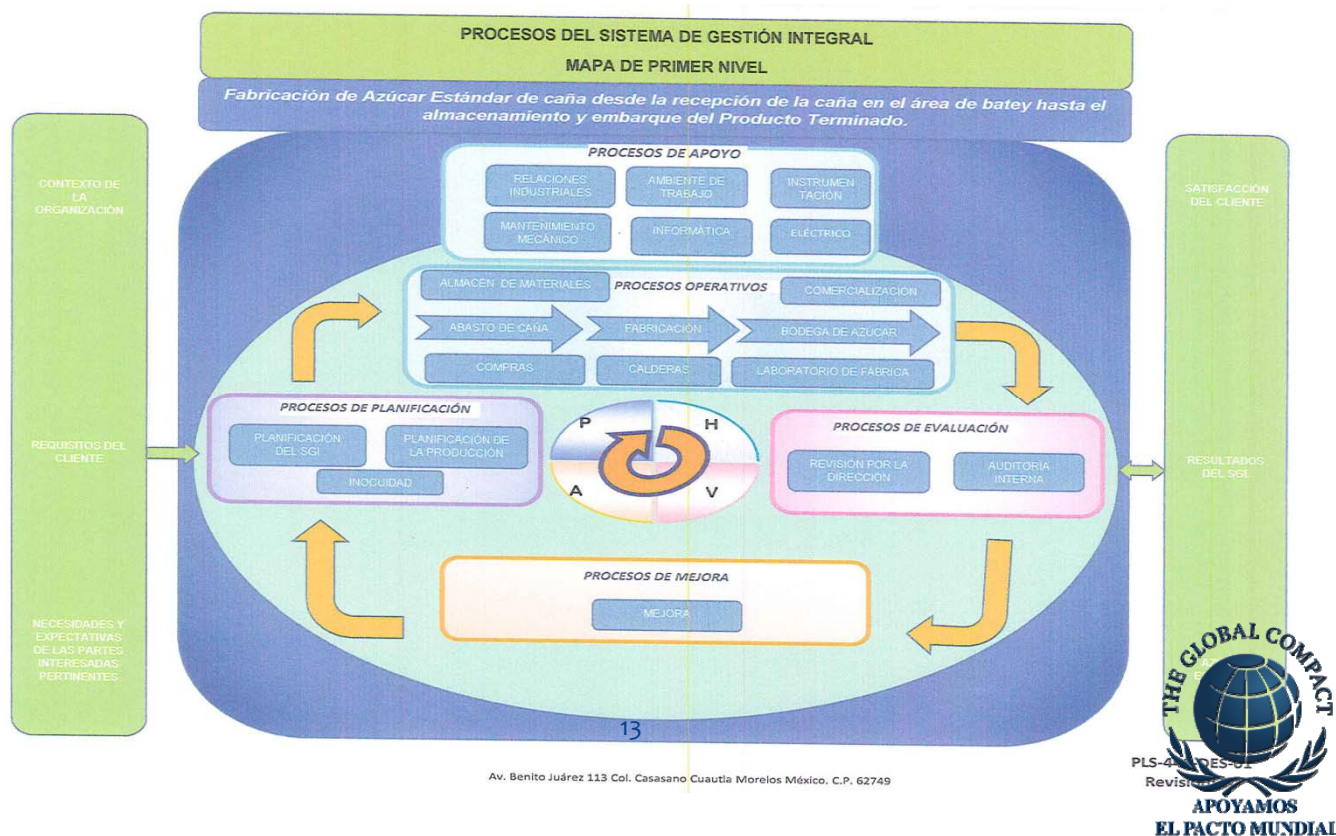 PROCESOS DEL SISTEMA DE GESTIÓN INTEGRAL
MAPA DE PRIMER NIVEL
Fabricación de Azúcar Estándar de caña desde la recepción de la caña en el área de batey hasta el
almacenamiento y embarque del Producto Terminado.
CONTEXTO DE
LA
ORGANIZACIÓN
REQUISITOS DEL
CLIENTE
NECESIDADES Y
EXPECTATIVAS
DE LAS PARTES
INTERESADAS
PERTINENTES
PROCESOS DE APOYO
RELACIONES
INDUSTRIALES
AMBIENTE DE
TRABAJO
INSTRUMEN
TACIÓN
MANTENIMIENTO
MECÁNICO
INFORMÁTICA
ELÉCTRICO
ALMACÉN DE MATERIALES
PROCESOS OPERATIVOS
COMERCIALIZACIÓN
ABASTO DE CAÑA
FABRICACIÓN
BODEGA DE AZÚCAR
COMPRAS
CALDERAS
LABORATORIO DE FÁBRICA
PROCESOS DE PLANIFICACIÓN
PLANIFICACIÓN
DEL SGI
PLANIFICACIÓN DE
LA PRODUCCIÓN
INOCUIDAD
P
H
A
V
PROCESOS DE EVALUACIÓN
REVISIÓN POR LA
DIRECCIÓN
AUDITORÍA
INTERNA
PROCESOS DE MEJORA
MEJORA
SATISFACCIÓN
DEL CLIENTE
RESULTADOS
DEL SGI
13
Av. Benito Juárez 113 Col. Casasano Cuautla Morelos México. C.P. 62749
THE GLOBAL COMPACT
APOYAMOS
EL PACTO MUNDIAL